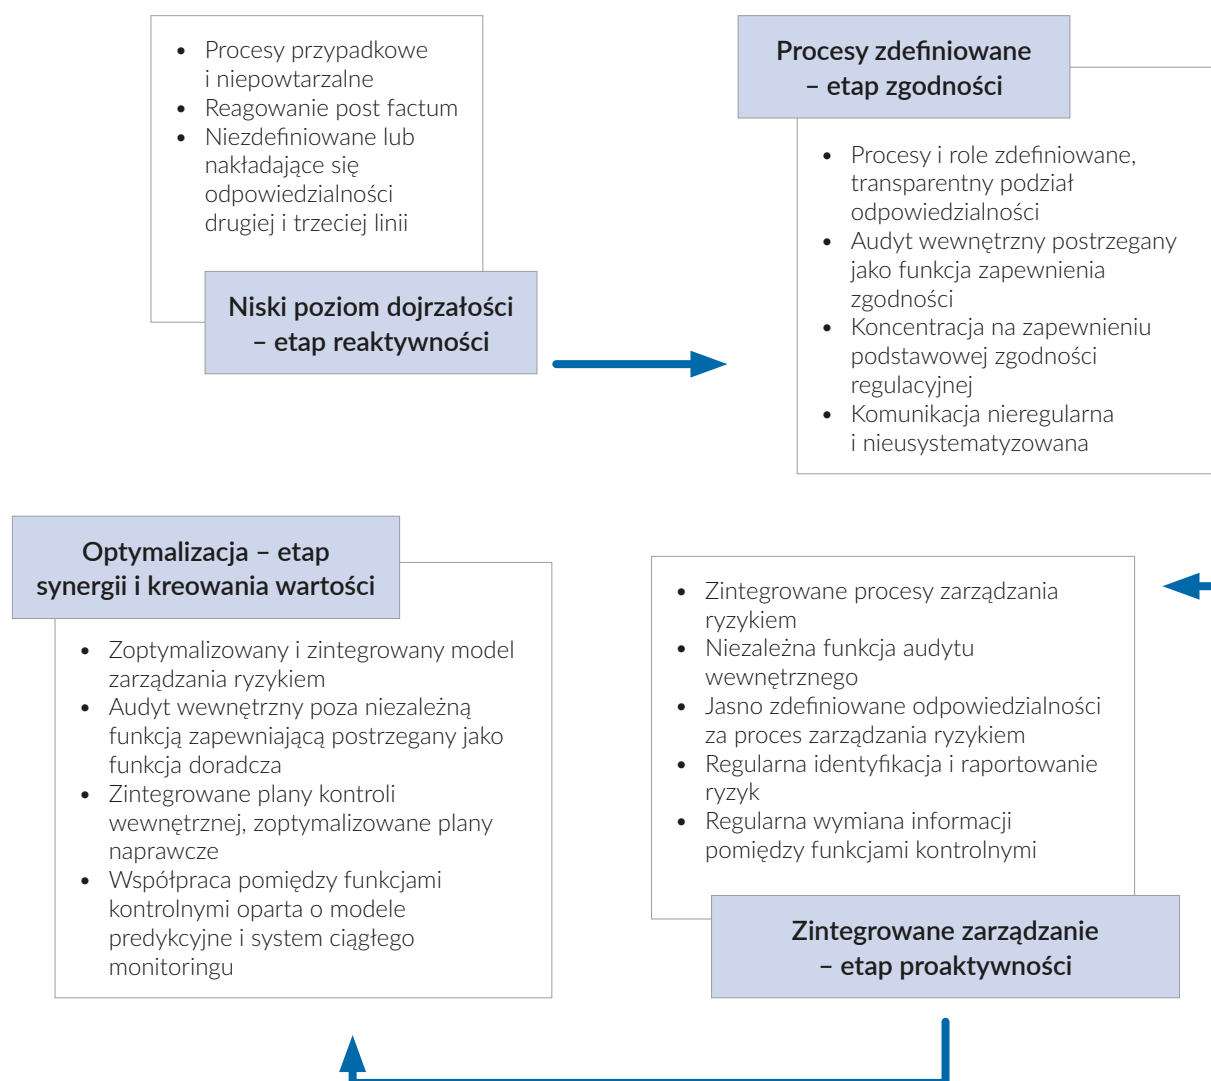 • Procesy przypadkowe
i niepowtarzalne
• Reagowanie post factum
• Niezdefiniowane lub
nakładające się
odpowiedzialności
drugiej i trzeciej linii
Niski poziom dojrzałości
– etap reaktywności
Procesy zdefiniowane
– etap zgodności
• Procesy i role zdefiniowane,
transparentny podział
odpowiedzialności
• Audyt wewnętrzny postrzegany
jako funkcja zapewnienia
zgodności
• Koncentracja na zapewnieniu
podstawowej zgodności
regulacyjnej
• Komunikacja nieregularna
i nieusystematyzowana
• Zintegrowane procesy zarządzania
ryzykiem
• Niezależna funkcja audytu
wewnętrznego
• Jasno zdefiniowane odpowiedzialności
za proces zarządzania ryzykiem
• Regularna identyfikacja i raportowanie
ryzyk
• Regularna wymiana informacji
pomiędzy funkcjami kontrolnymi
Zintegrowane zarządzanie
– etap proaktywności
Optymalizacja – etap
synergii i kreowania wartości
• Zoptymalizowany i zintegrowany model
zarządzania ryzykiem
• Audyt wewnętrzny poza niezależną
funkcją zapewniającą postrzegany jako
funkcja doradcza
• Zintegrowane plany kontroli
wewnętrznej, zoptymalizowane plany
naprawcze
• Współpraca pomiędzy funkcjami
kontrolnymi oparta o modele
predykcyjne i system ciągłego
monitoringu